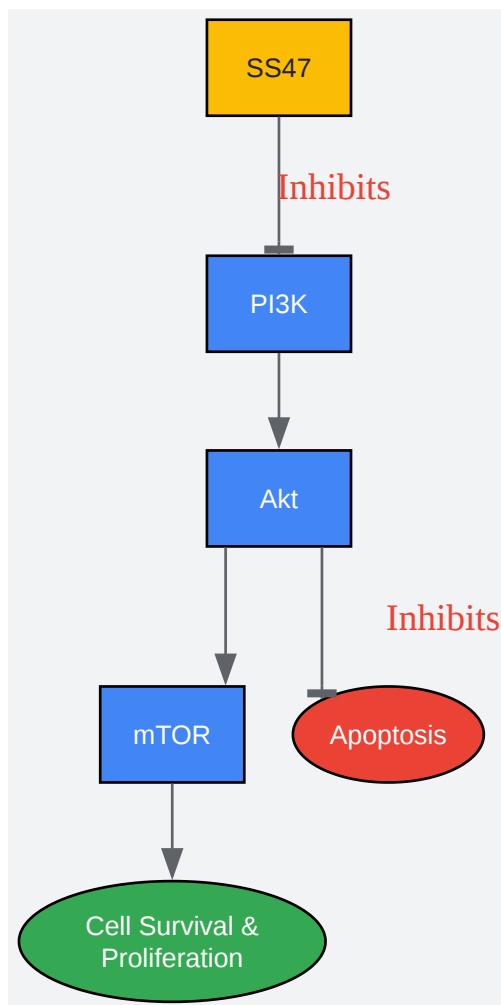 SS47
Inhibits
PI3K
Akt
Inhibits
mTOR
Apoptosis
Cell Survival &
Proliferation